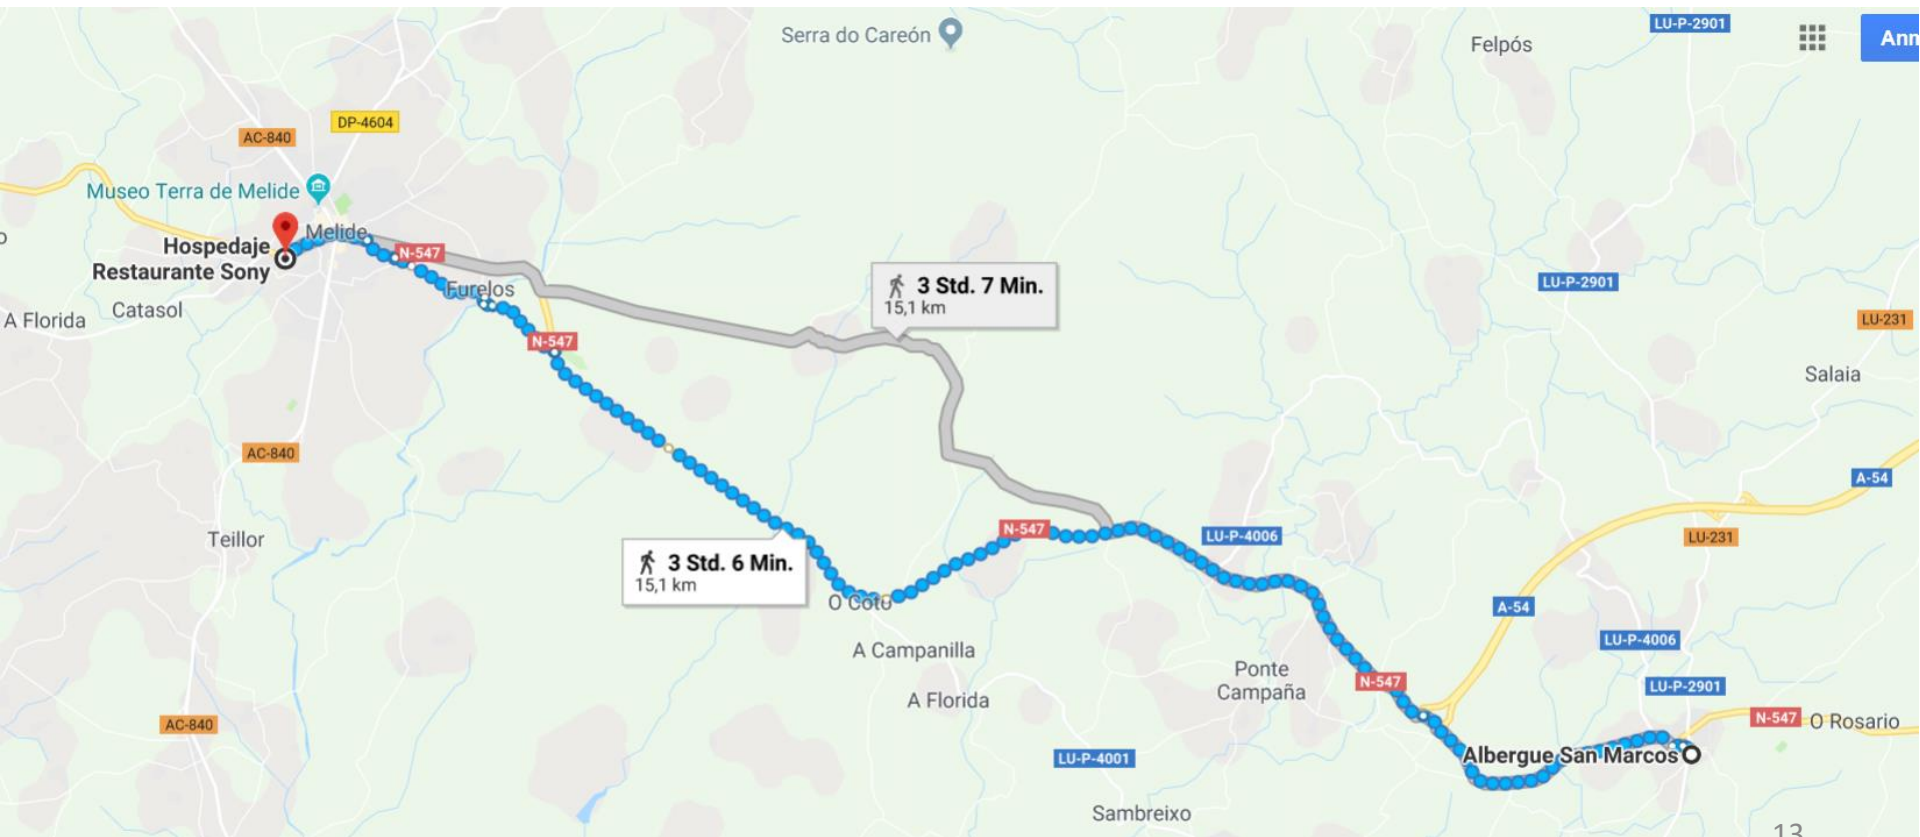 LU-P-2901
Serra do Careón
Felpós
Ann
DP-4604
AC-840
Museo Terra de Melide
Melide
Hospedaje
Restaurante Sony
N-547
Furelos
Catasol
A Florida
3 Std. 7 Min.
15,1 km
LU-P-2901
LU-231
N-547
Salaia
AC-840
A-54
N-547
LU-P-4006
LU-231
Teillor
3 Std. 6 Min.
15,1 km
O Coto
A-54
LU-P-4006
A Campanilla
Ponte
Campaña
N-547
LU-P-2901
A Florida
AC-840
N-547
O Rosario
LU-P-4001
Albergue San Marcos
Sambreixo
13